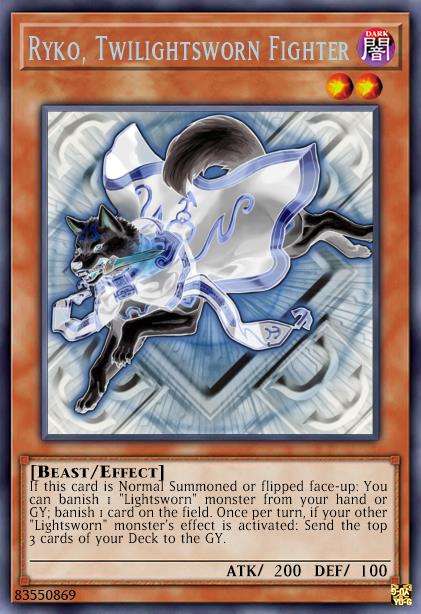 Ryko, Twilightsworn Fighter
DARK
闇
[Beast/Effect]
If this card is Normal Summoned or flipped face-up: You
can banish 1 "Lightsworn" monster from your hand or
GY; banish 1 card on the field. Once per turn, if your other
"Lightsworn" monster's effect is activated: Send the top
3 cards of your Deck to the GY.
ATK/ 200 DEF/ 100
83550869